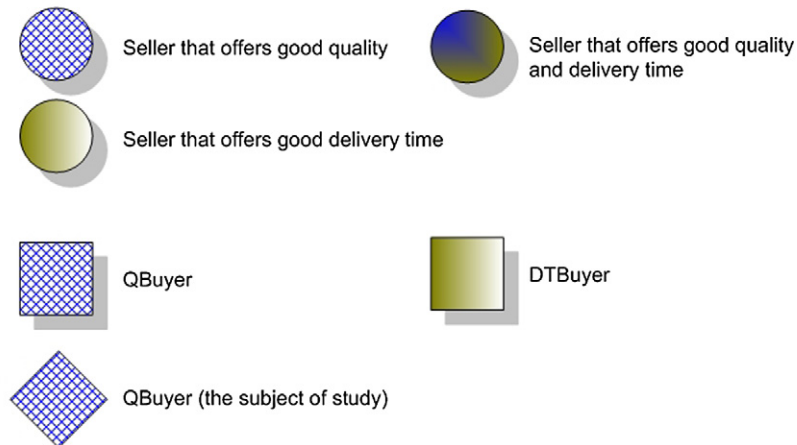 Seller that offers good quality
Seller that offers good quality
and delivery time
Seller that offers good delivery time
QBuyer
DTBuyer
QBuyer (the subject of study)